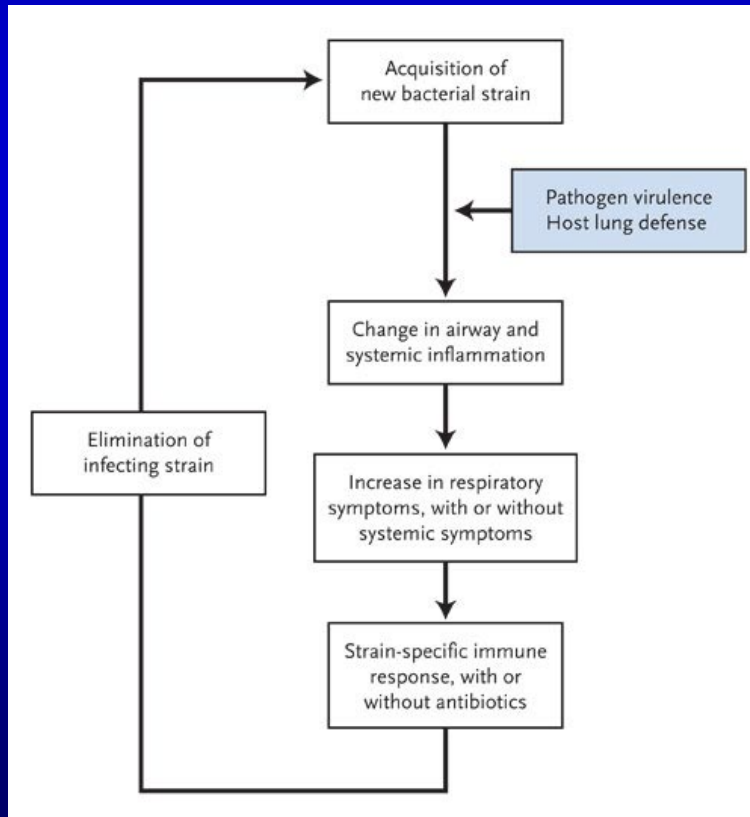 Acquisition of
new bacterial strain
Pathogen virulence
Host lung defense
Change in airway and
systemic inflammation
Elimination of
infecting strain
Increase in respiratory
symptoms, with or without
systemic symptoms
Strain-specific immune
response, with or
without antibiotics